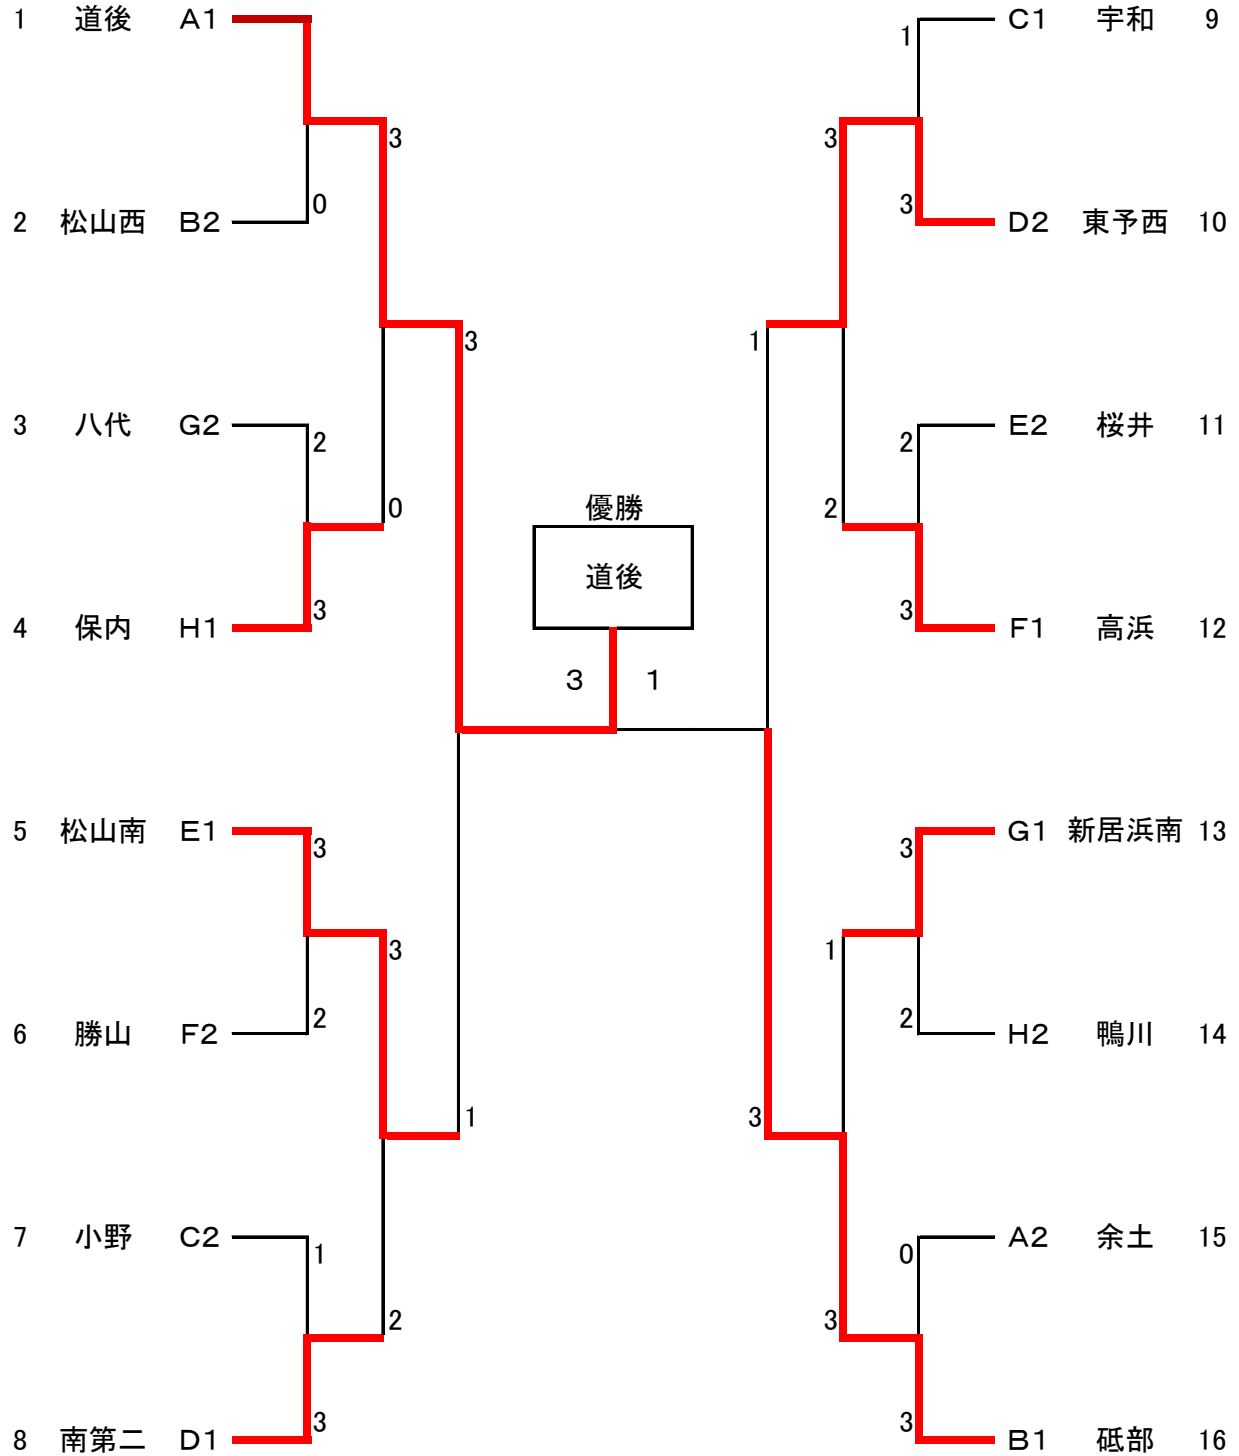 1 道後 A1
C1 宇和 9
1
3
3
0
3
2 松山西 B2
D2 東予西 10
3
1
3 八代 G2
E2 桜井 11
2
2
0
2
優勝
道後
3
3
4 保内 H1
F1 高浜 12
3 1
5 松山南 E1
G1 新居浜南 13
3
3
3
1
2
2
6 勝山 F2
H2 鴨川 14
1
3
7 小野 C2
A2 余土 15
1
0
2
3
3
3
8 南第二 D1
B1 砥部 16